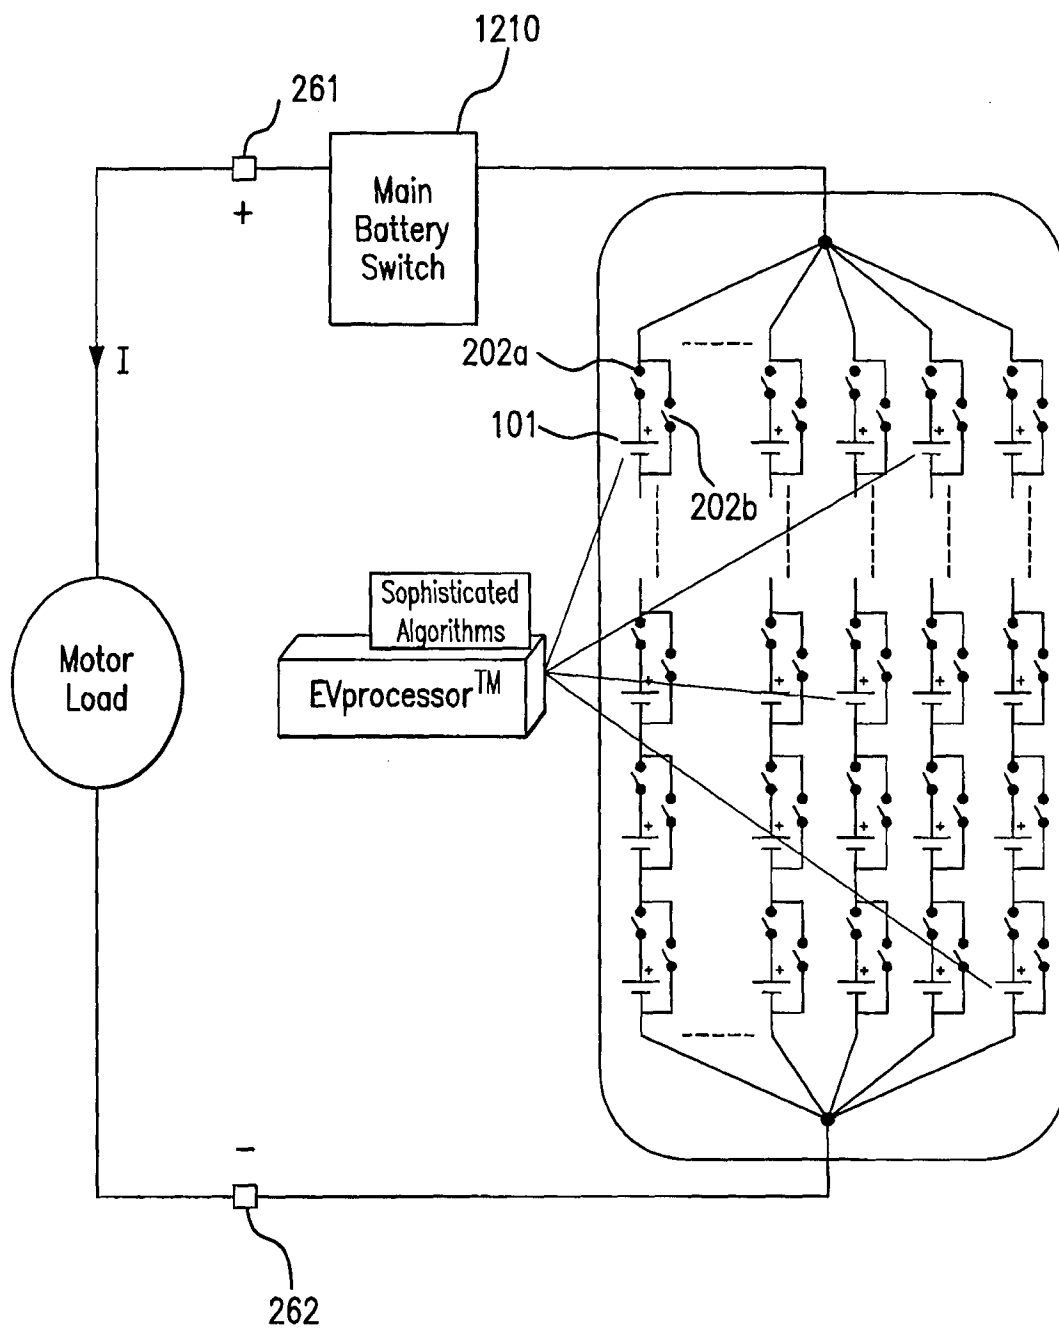 1210
261
+
Main
Battery
Switch
I
202a
101
202b
+ + + + +
Sophisticated
Algorithms
EVprocessor™
Motor
Load
+ + + + +
+ + + + +
+ + + + +
-
262